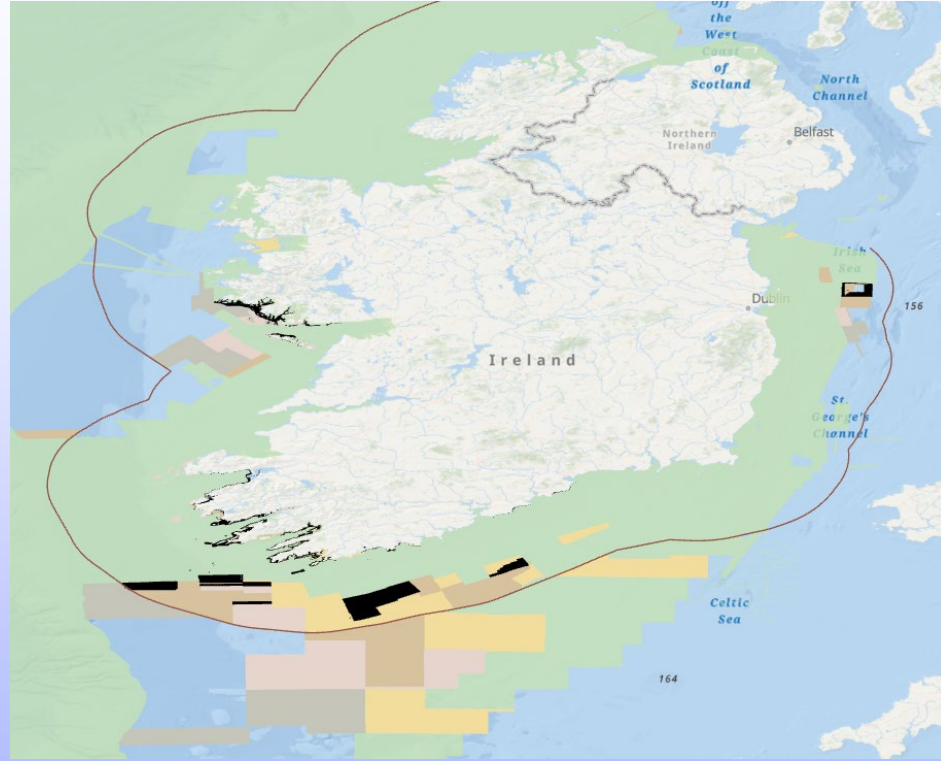 off
the
West
Coast
of
Scotland
North
Channel
Northern
Ireland
Belfast
Irish
Sea
Dublin
156
Ireland
St.
George's
Channel
Celtic
Sea
164